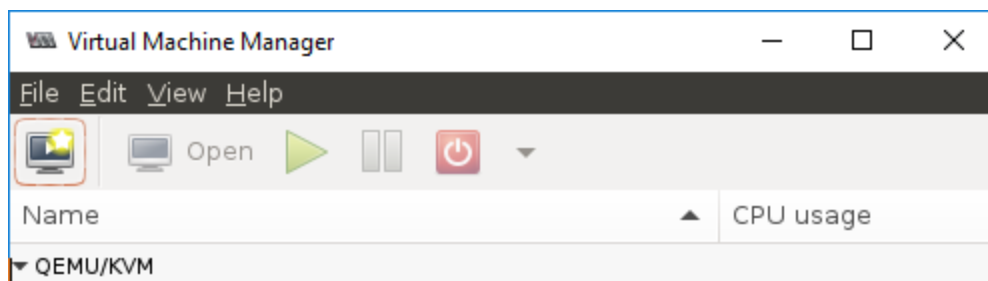 Virtual Machine Manager
File Edit View Help
Open
Name CPU usage
QEMU/KVM